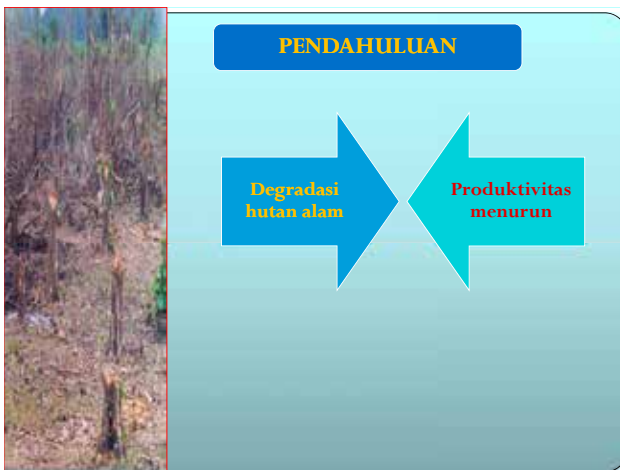 PENDAHULUAN
Degradasi
hutan alam
Produktivitas
menurun